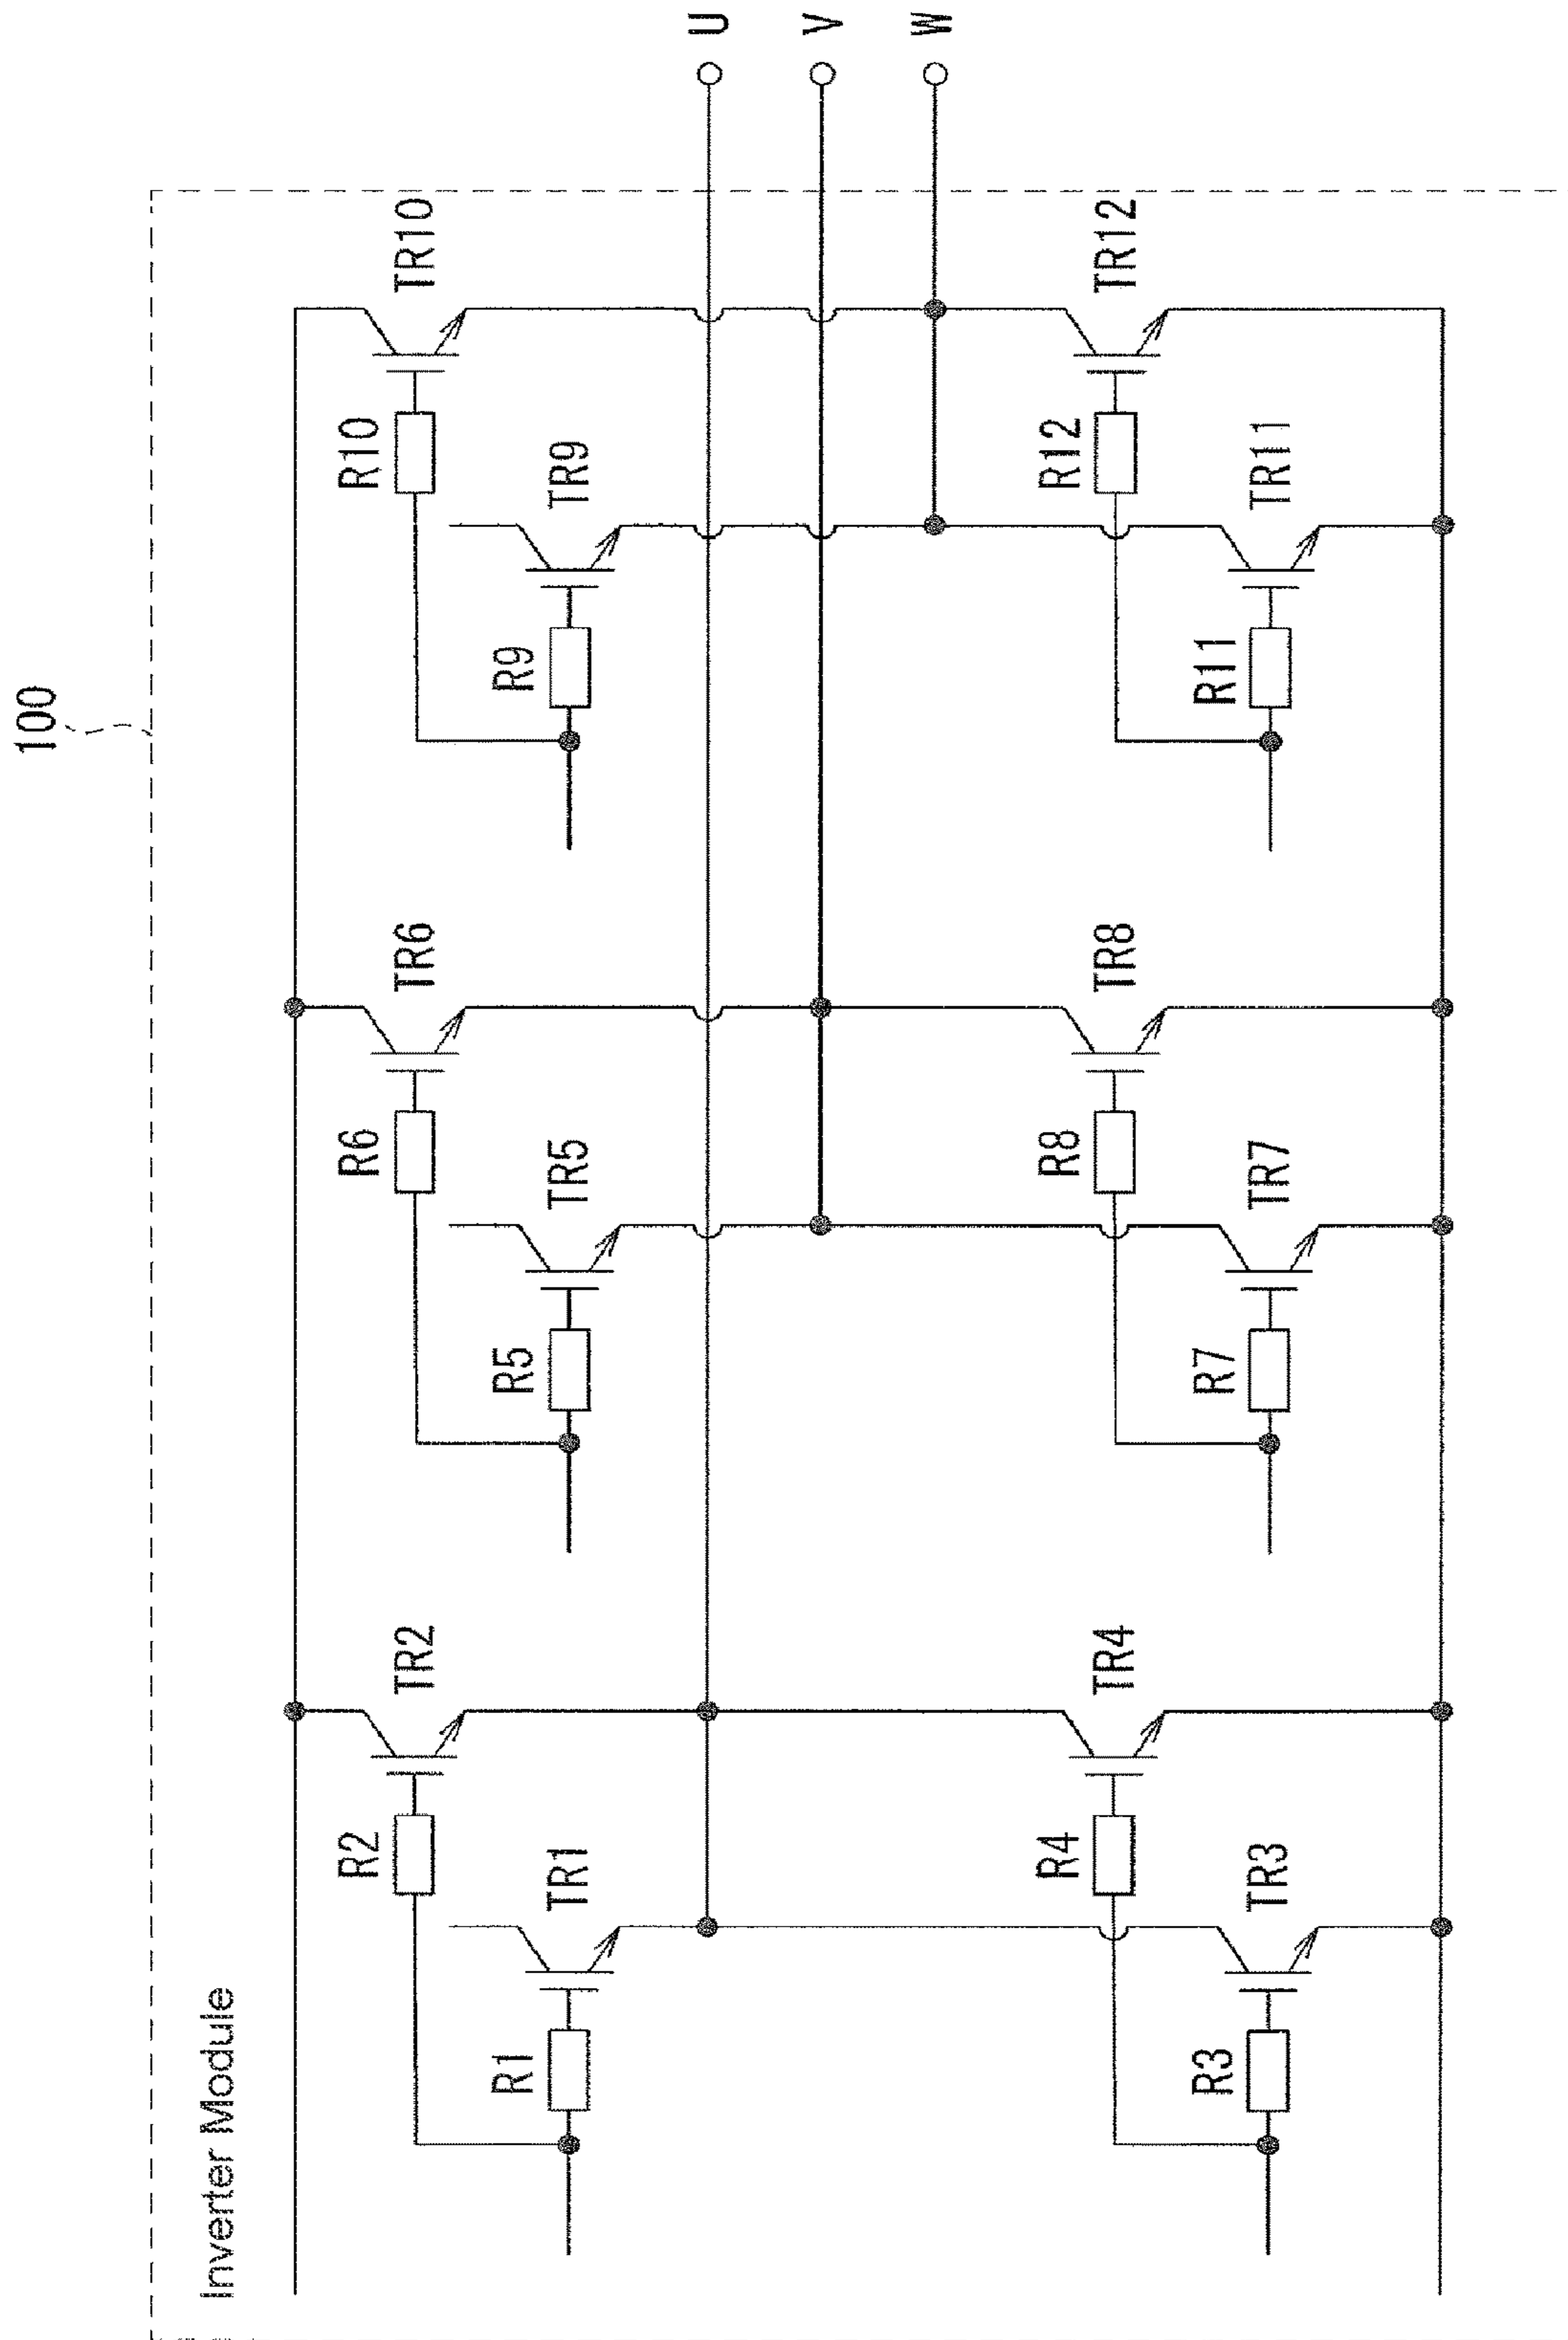 100
Inverter Module
R2
TR2
R1
TR1
R6
TR6
R5
TR5
R10
TR10
R9
TR9
U
V
W
R4
TR4
R3
TR3
R8
TR8
R7
TR7
R12
TR12
R11
TR11